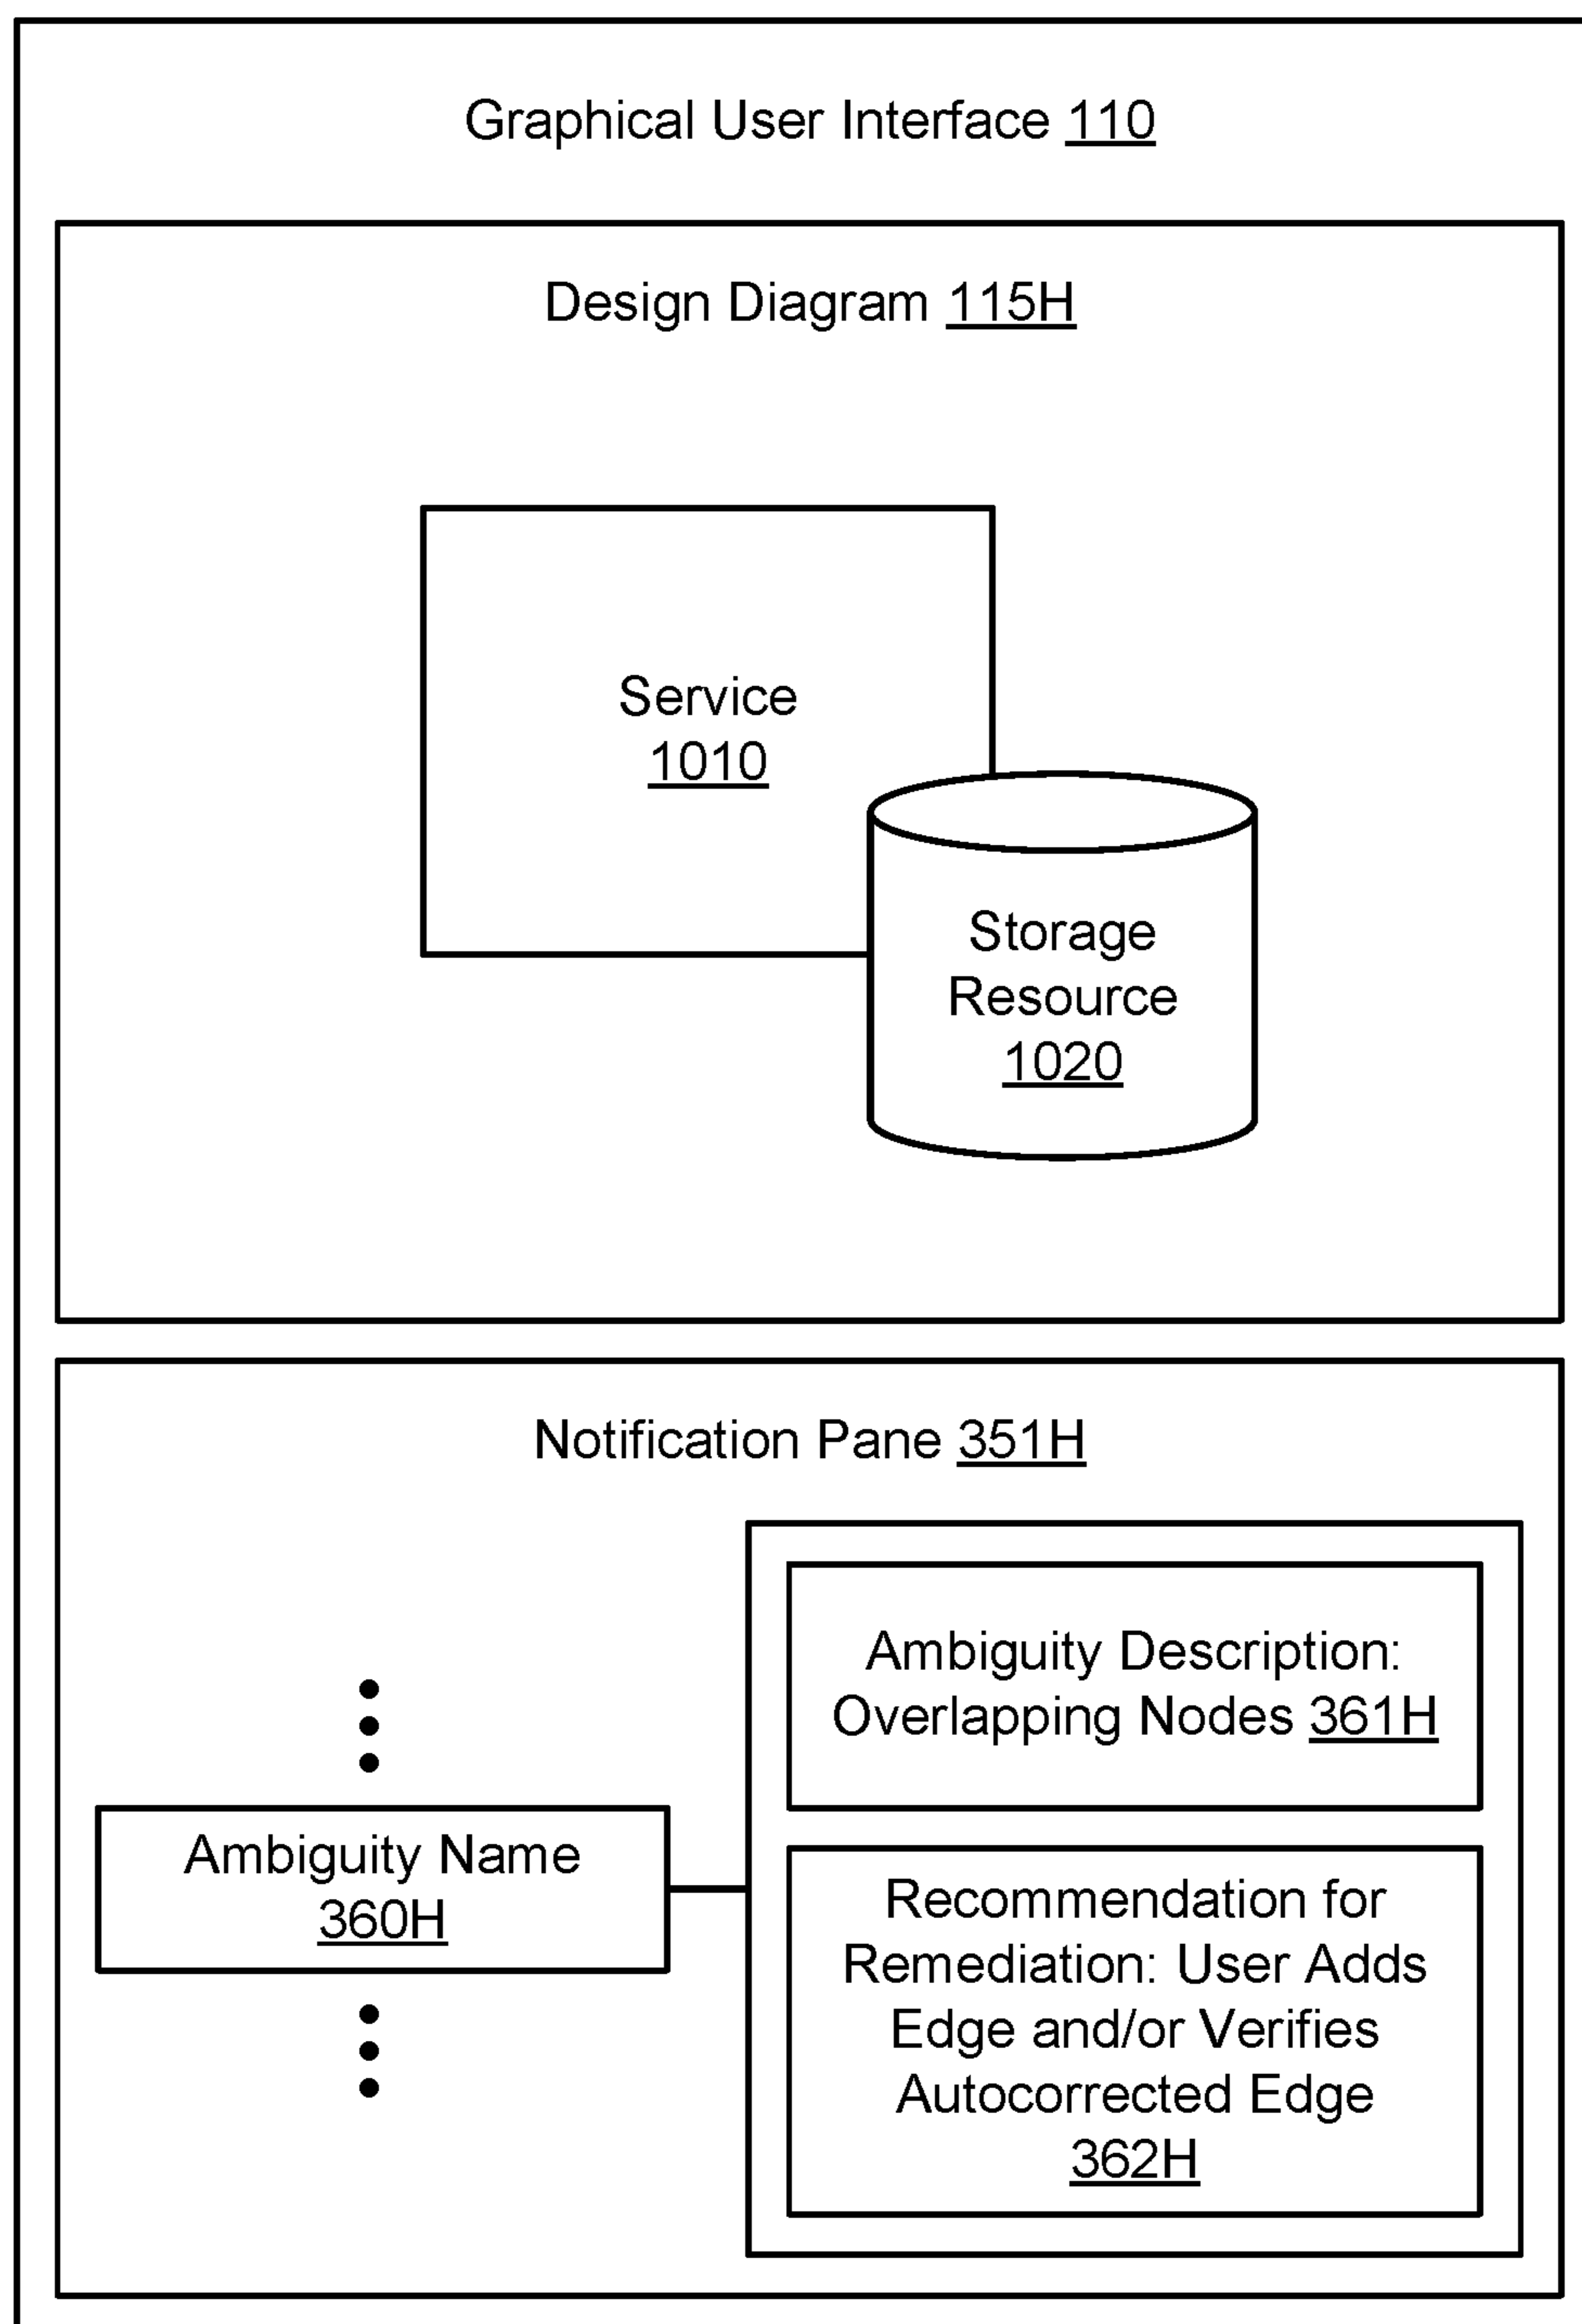 Graphical User Interface 110
Design Diagram 115H
Service
1010
Storage
Resource
1020
Notification Pane 351H
Ambiguity Description:
Overlapping Nodes 361H
Ambiguity Name
360H
Recommendation for
Remediation: User Adds
Edge and/or Verifies
Autocorrected Edge
362H